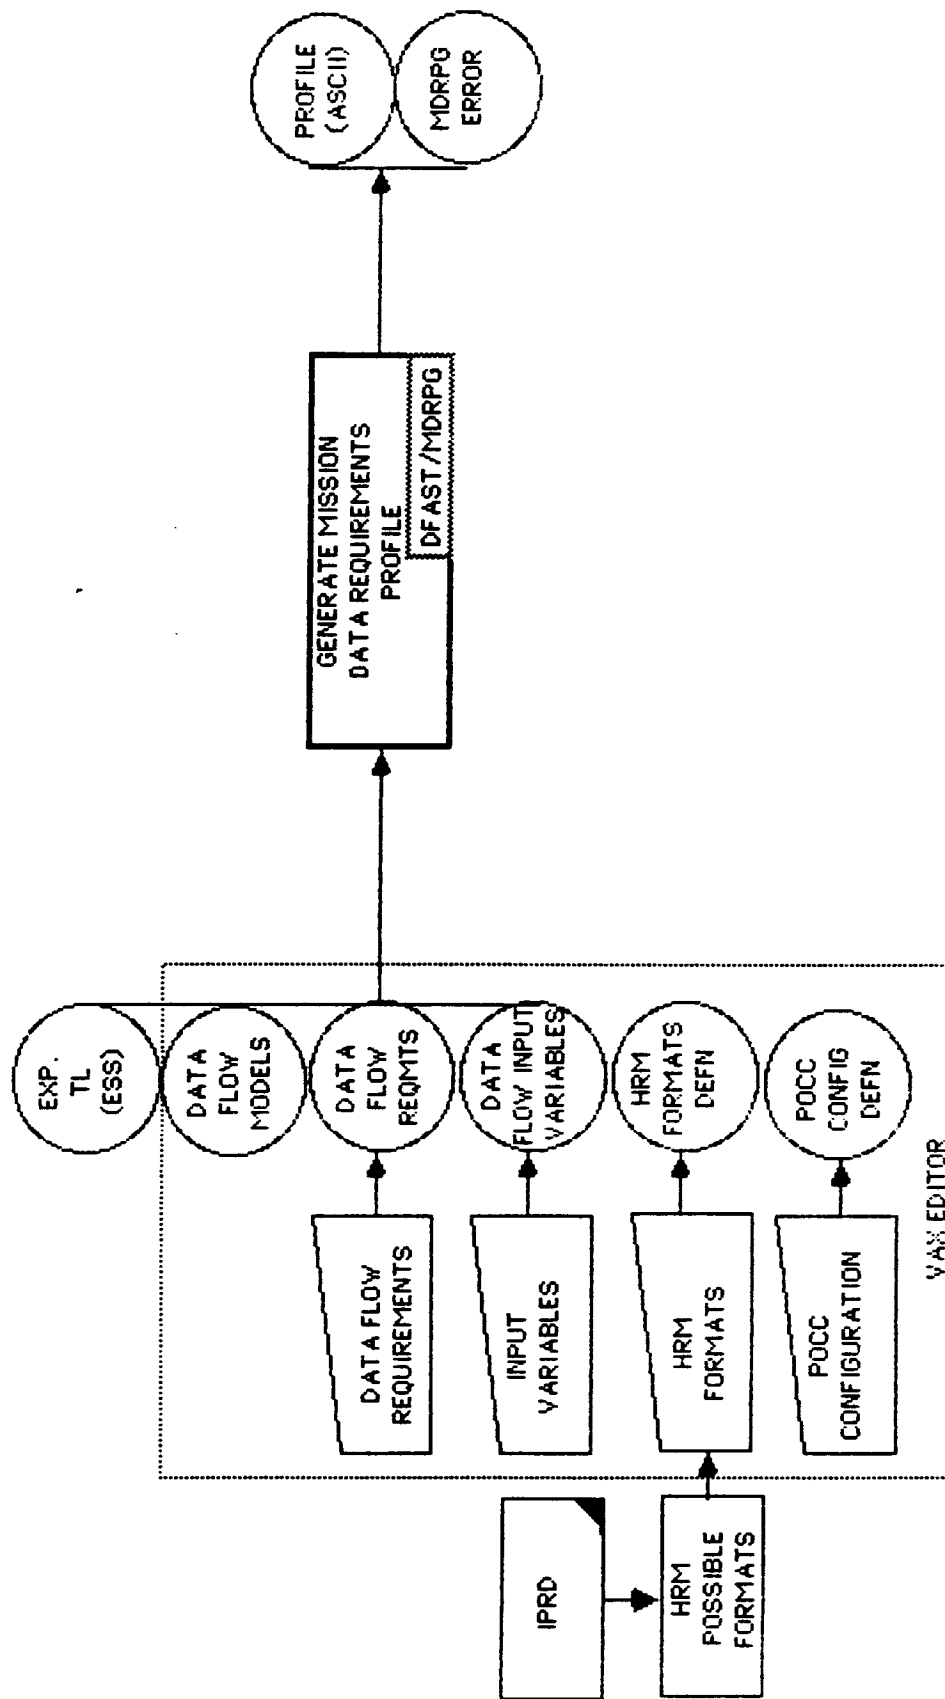 EXP.
TL
(ESS)
DATA
FLOW
MODELS
DATA FLOW
REQUIREMENTS
DATA
FLOW
REQMTS
INPUT
VARIABLES
DATA
FLOW INPUT
VARIABLES
IPRD
HRM
POSSIBLE
FORMATS
HRM
FORMATS
HRM
FORMATS
DEFN
POCC
CONFIGURATION
POCC
CONFIG
DEFN
VAX EDITOR
GENERATE MISSION
DATA REQUIREMENTS
PROFILE
DFAST/MDRPG
PROFILE
(ASCII)
MDRPG
ERROR